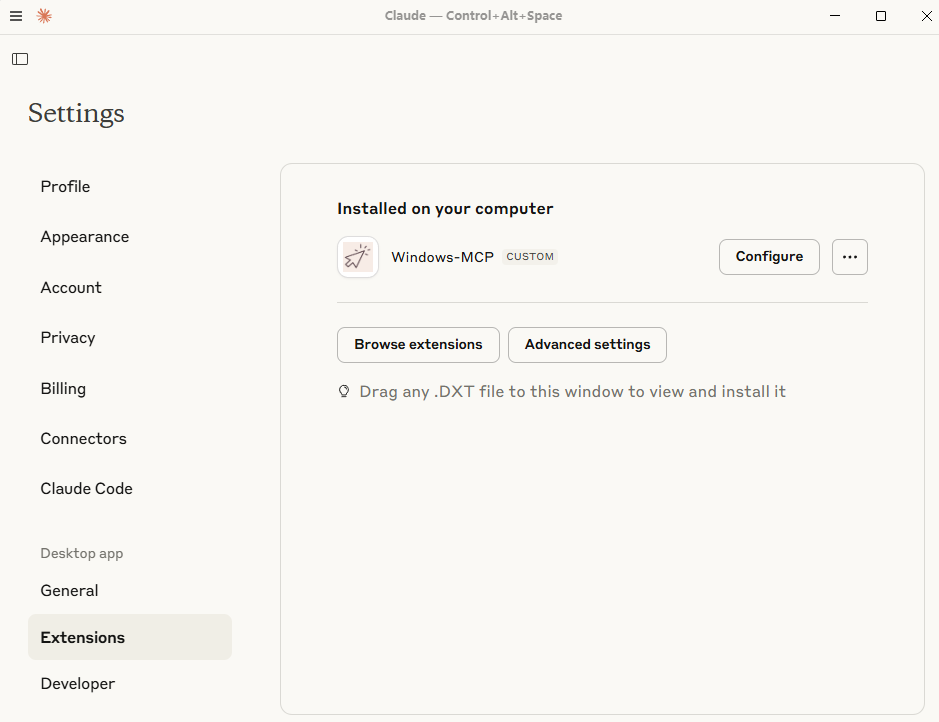 Claude — Control+Alt+Space
Settings
Profile
Appearance
Account
Privacy
Billing
Connectors
Claude Code
Desktop app
General
Extensions
Developer
Installed on your computer
Windows-MCP CUSTOM Configure ...
Browse extensions Advanced settings
Drag any .DXT file to this window to view and install it